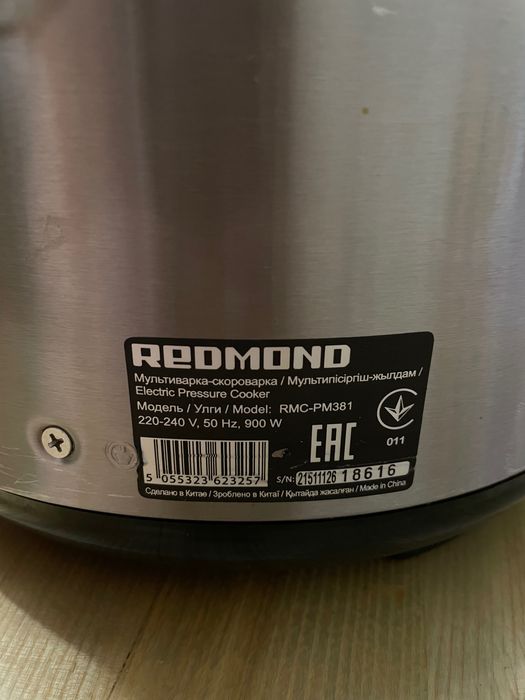 REDMOND
Мультиварка-скороварка / Мультипісіргіш-жылдам /
Electric Pressure Cooker
Модель / Улги / Model: RMC-PM381
220-240 V, 50 Hz, 900 W
EAC
011
5 055323 623257
S/N: 21511126 18616
Сделано в Китае / Зроблено в Китаї / Қытайда жасалған / Made in China